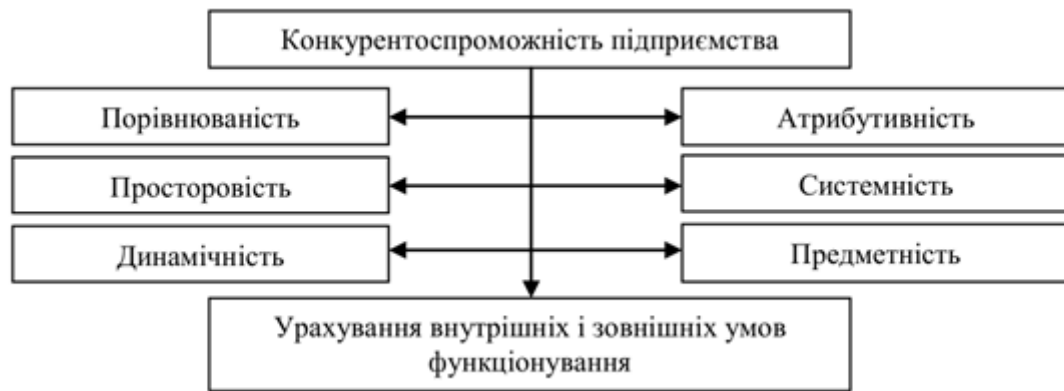 Конкурентоспроможність підприємства
Порівнюваність
Атрибутивність
Просторовість
Системність
Динамічність
Предметність
Урахування внутрішніх і зовнішніх умов
функціонування